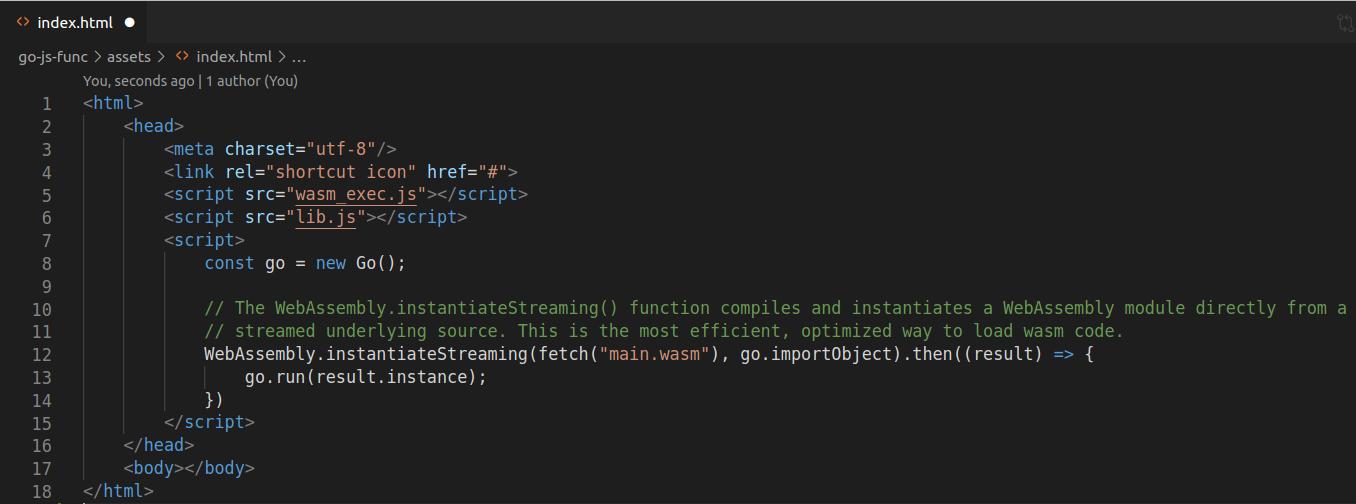 index.html
go-js-func > assets > index.html > ...
You, seconds ago | 1 author (You)
1 <html>
2     <head>
3         <meta charset="utf-8"/>
4         <link rel="shortcut icon" href="#">
5         <script src="wasm_exec.js"></script>
6         <script src="lib.js"></script>
7         <script>
8             const go = new Go();
9
10             // The WebAssembly.instantiateStreaming() function compiles and instantiates a WebAssembly module directly from a
11             // streamed underlying source. This is the most efficient, optimized way to load wasm code.
12             WebAssembly.instantiateStreaming(fetch("main.wasm"), go.importObject).then((result) => {
13                 go.run(result.instance);
14             })
15         </script>
16     </head>
17     <body></body>
18 </html>